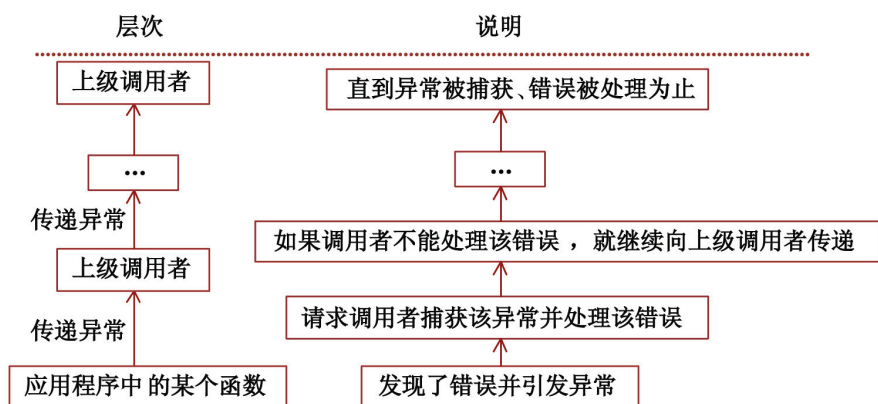 层次 说明
上级调用者 直到异常被捕获、错误被处理为止
... ...
传递异常
如果调用者不能处理该错误，就继续向上级调用者传递
上级调用者
请求调用者捕获该异常并处理该错误
传递异常
应用程序中的某个函数 发现了错误并引发异常